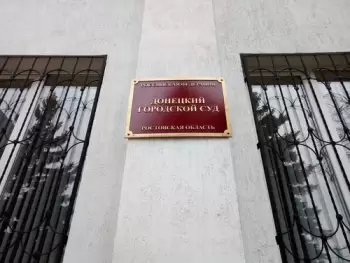 РОССИЙСКАЯ ФЕДЕРАЦИЯ
ДОНЕЦКИЙ
ГОРОДСКОЙ СУД
РОСТОВСКАЯ ОБЛАСТЬ